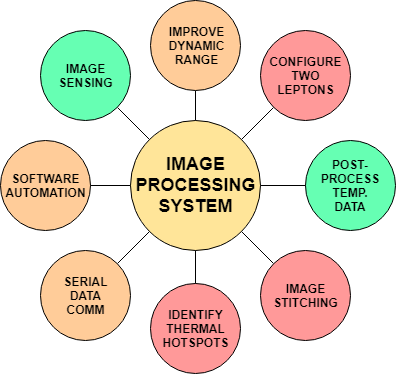 IMPROVE
DYNAMIC
RANGE
IMAGE
SENSING
CONFIGURE
TWO
LEPTONS
SOFTWARE
AUTOMATION
IMAGE
PROCESSING
SYSTEM
POST-
PROCESS
TEMP.
DATA
SERIAL
DATA
COMM
IDENTIFY
THERMAL
HOTSPOTS
IMAGE
STITCHING